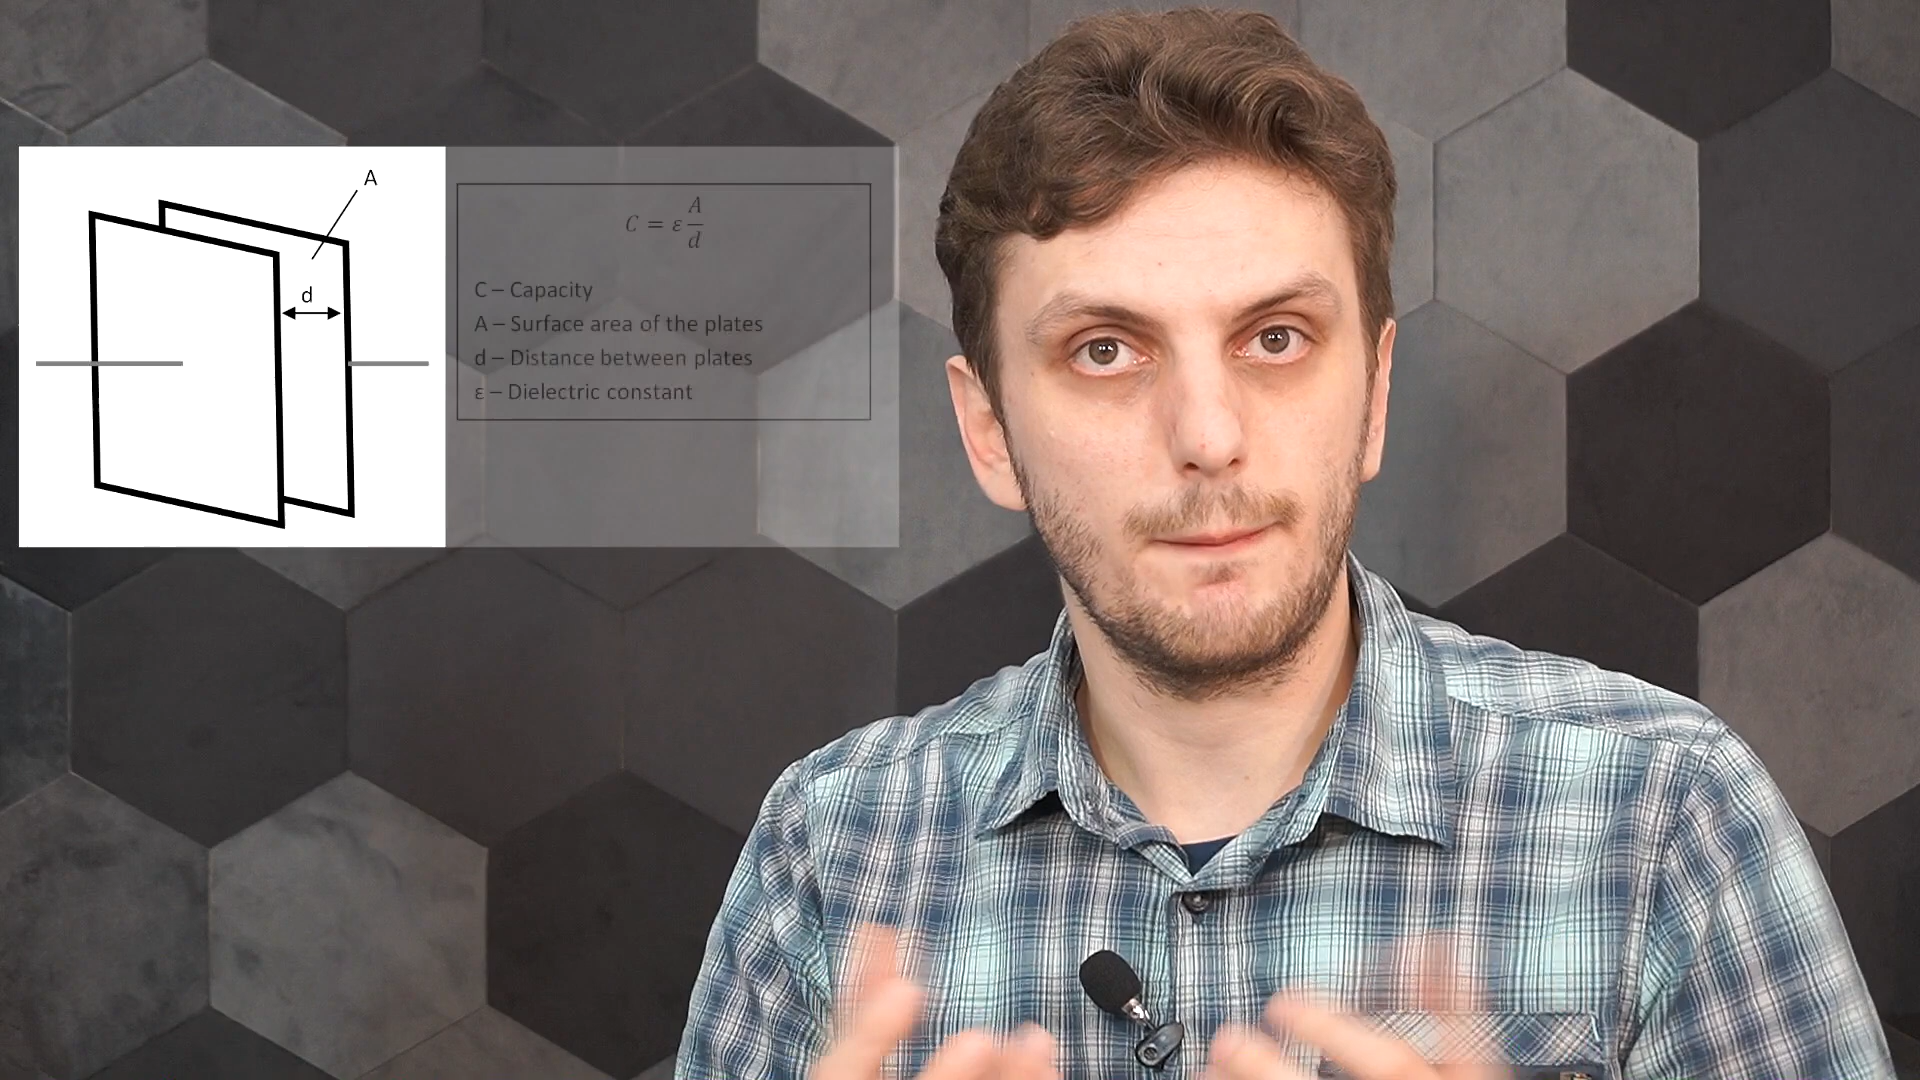 A
d
C = ε A/d
C – Capacity
A – Surface area of the plates
d – Distance between plates
ε – Dielectric constant